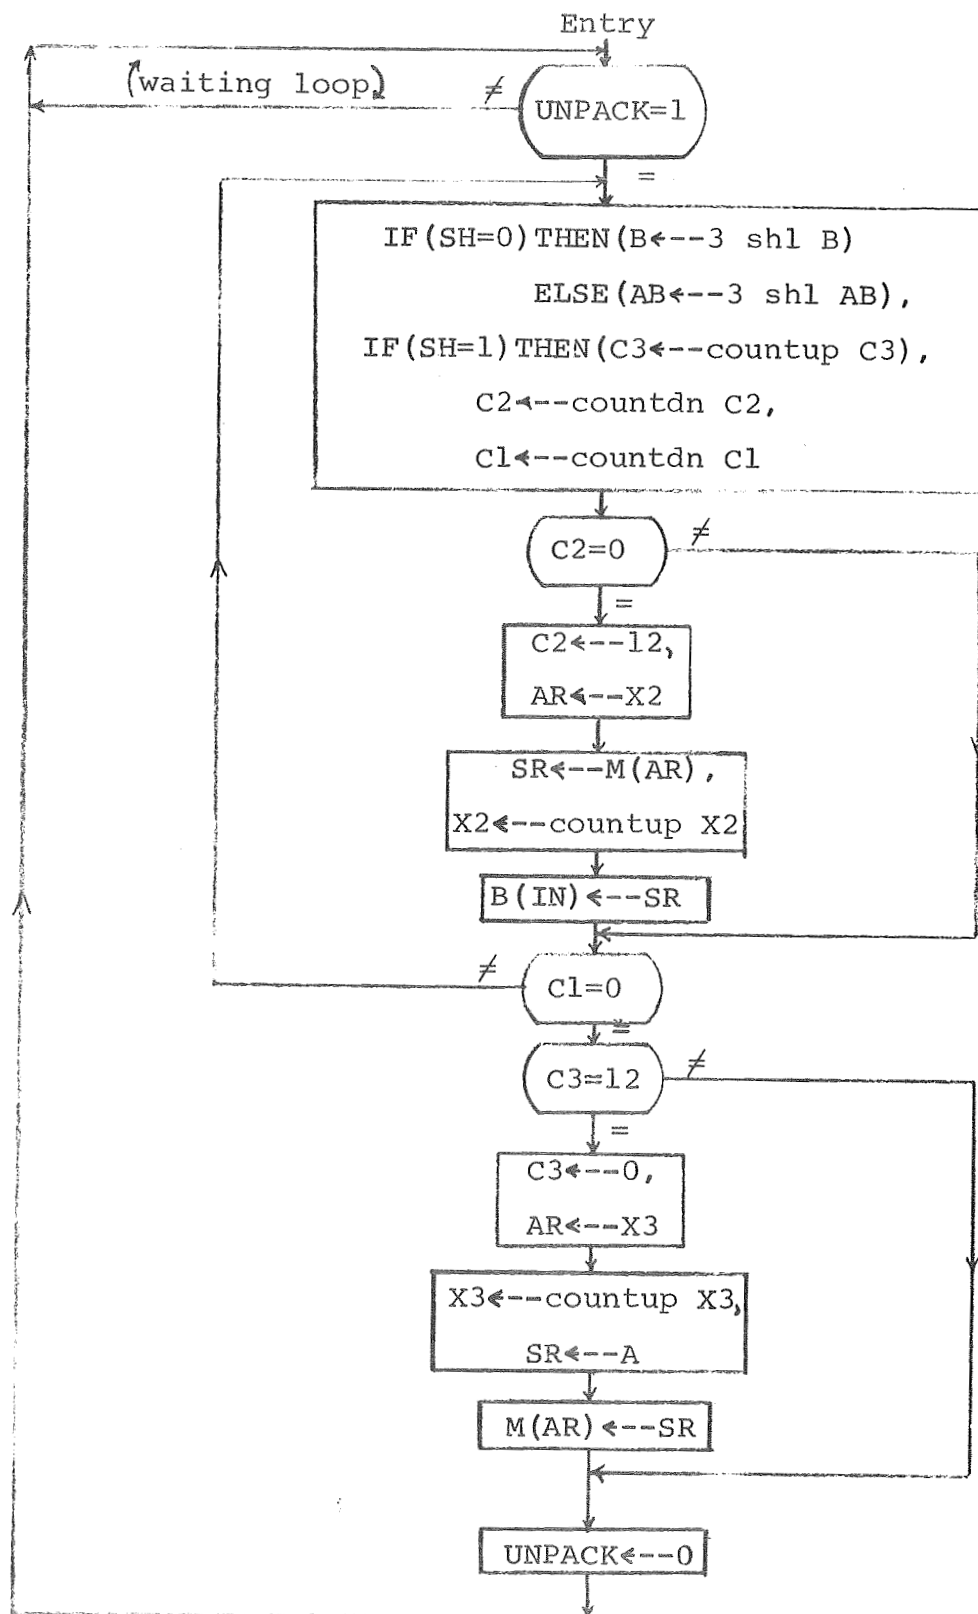 Entry
(waiting loop)
≠
UNPACK=1
=
IF(SH=0)THEN(B<--3 shl B)
ELSE(AB<--3 shl AB),
IF(SH=1)THEN(C3<--countup C3),
C2<--countdn C2,
C1<--countdn C1
C2=0
≠
=
C2<--12,
AR<--X2
SR<--M(AR),
X2<--countup X2
B(IN)<--SR
≠
C1=0
=
C3=12
≠
=
C3<--0,
AR<--X3
X3<--countup X3,
SR<--A
M(AR)<--SR
UNPACK<--0